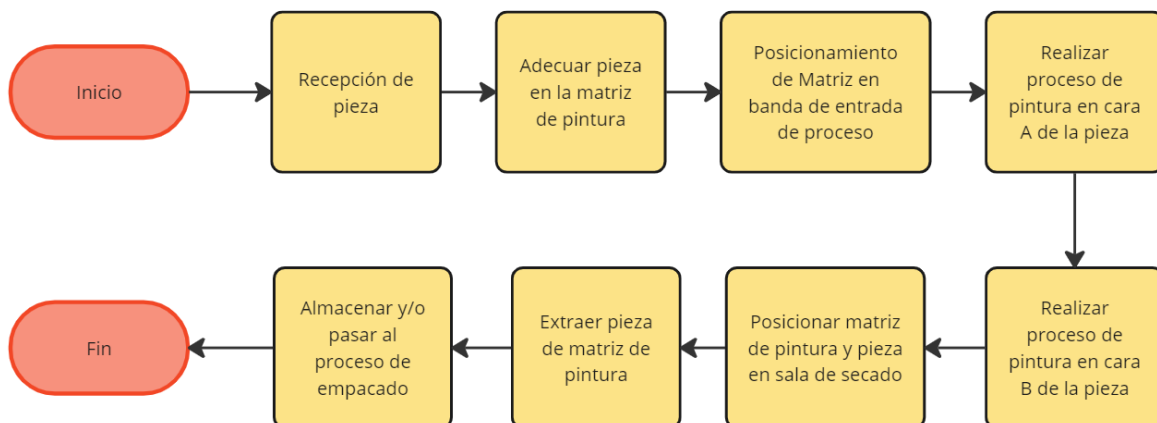 Inicio
Recepción de
pieza
Adecuar pieza
en la matriz
de pintura
Posicionamiento
de Matriz en
banda de entrada
de proceso
Realizar
proceso de
pintura en cara
A de la pieza
Realizar
proceso de
pintura en cara
B de la pieza
Posicionar matriz
de pintura y pieza
en sala de secado
Extraer pieza
de matriz de
pintura
Almacenar y/o
pasar al
proceso de
empacado
Fin